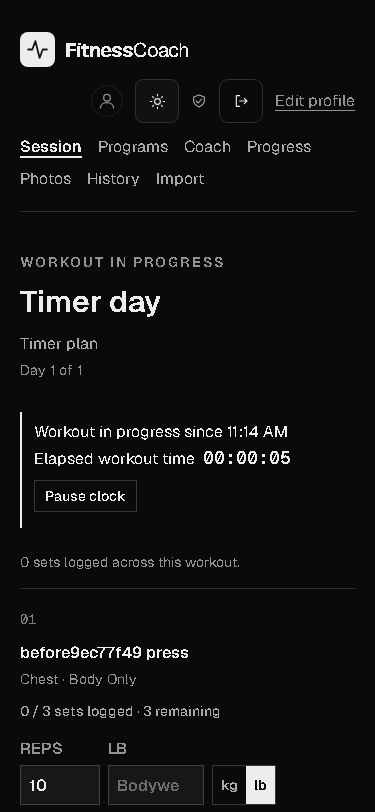 FitnessCoach
Edit profile
Session Programs Coach Progress
Photos History Import
WORKOUT IN PROGRESS
Timer day
Timer plan
Day 1 of 1
Workout in progress since 11:14 AM
Elapsed workout time 00:00:05
Pause clock
0 sets logged across this workout.
01
before9ec77f49 press
Chest · Body Only
0 / 3 sets logged · 3 remaining
REPS LB
10 Bodywe kg lb